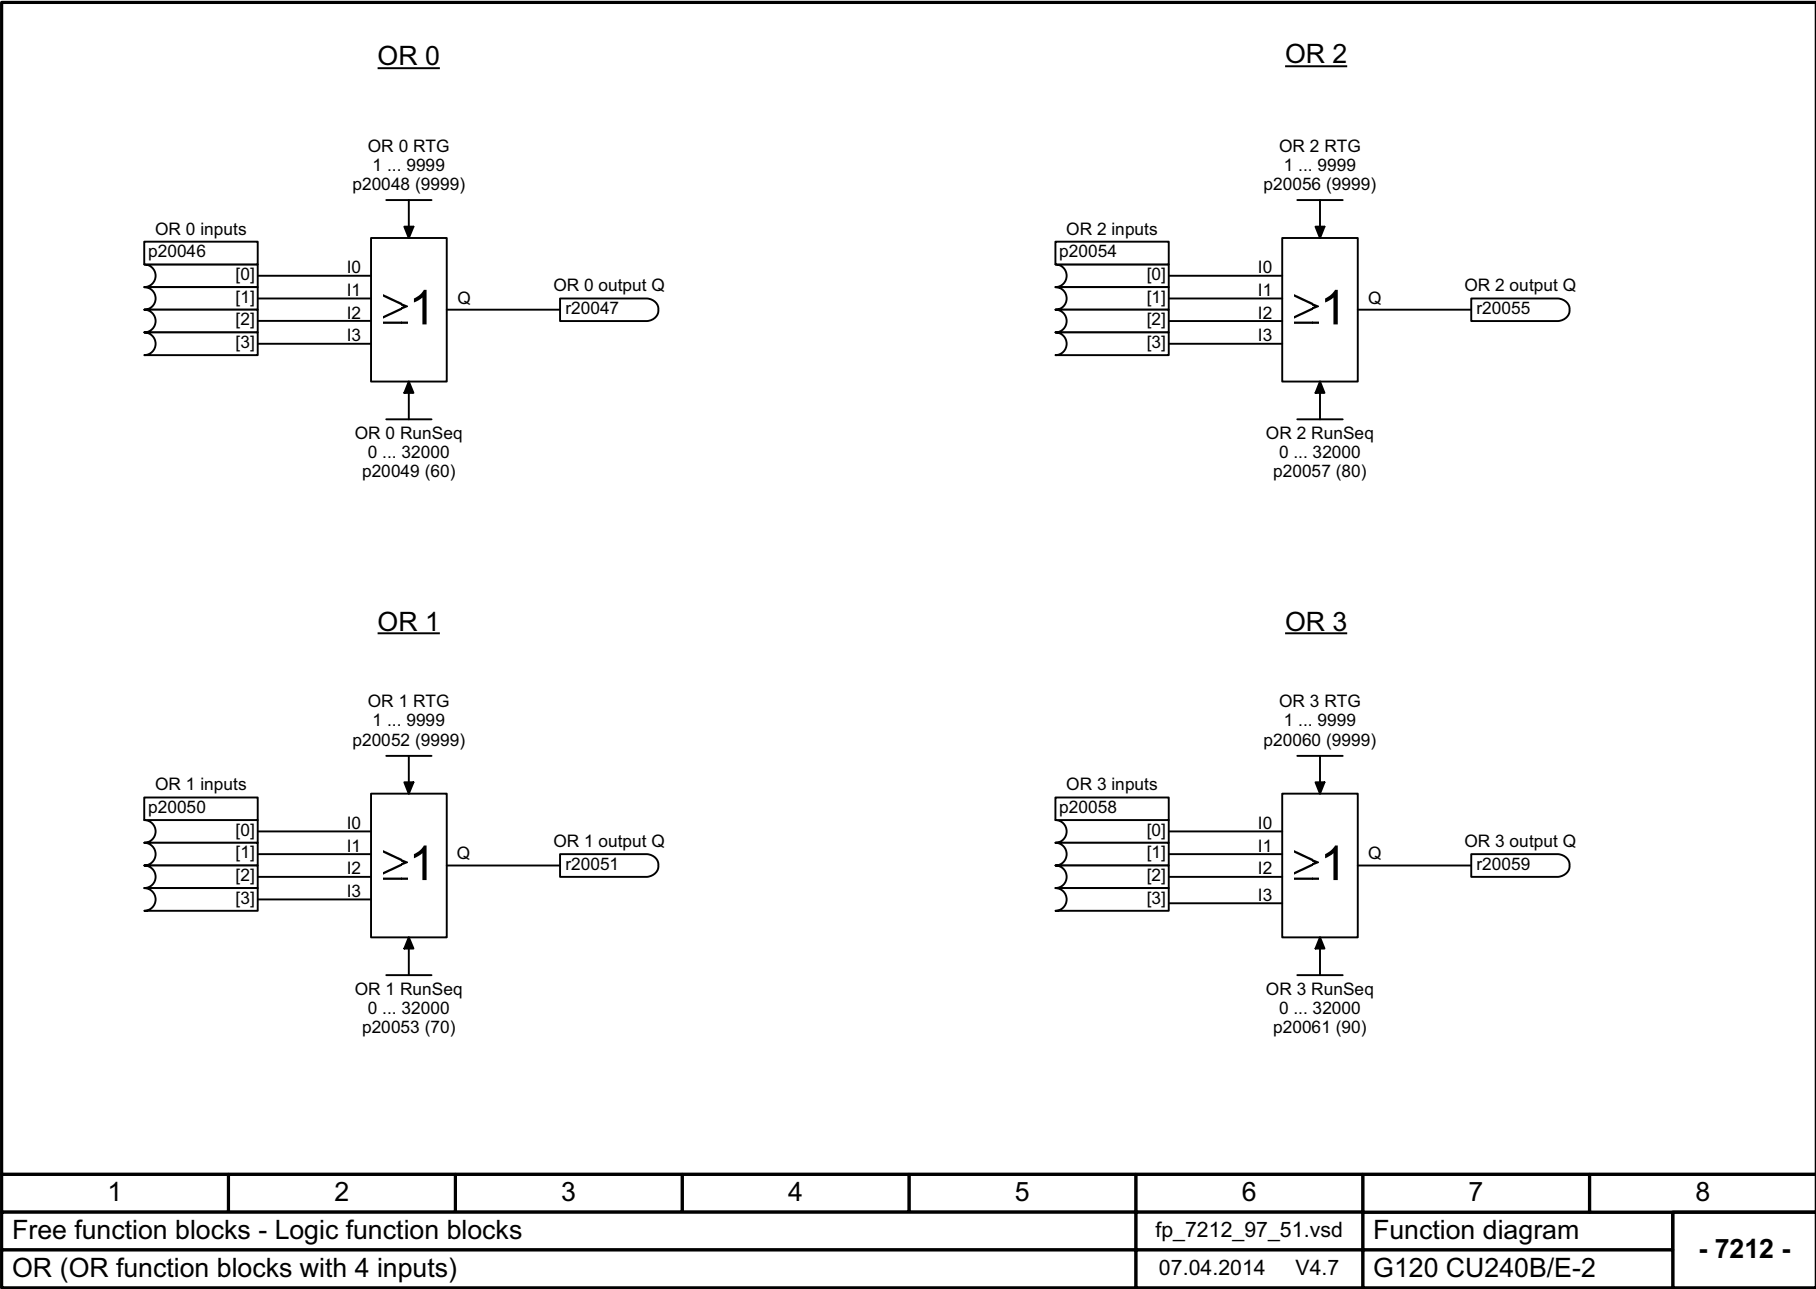 OR 0
OR 0 RTG
1 ... 9999
p20048 (9999)
OR 0 inputs
p20046
[0]
[1]
[2]
[3]
I0
I1
I2
I3
≥1
Q
OR 0 output Q
r20047
OR 0 RunSeq
0 ... 32000
p20049 (60)
OR 2
OR 2 RTG
1 ... 9999
p20056 (9999)
OR 2 inputs
p20054
[0]
[1]
[2]
[3]
I0
I1
I2
I3
≥1
Q
OR 2 output Q
r20055
OR 2 RunSeq
0 ... 32000
p20057 (80)
OR 1
OR 1 RTG
1 ... 9999
p20052 (9999)
OR 1 inputs
p20050
[0]
[1]
[2]
[3]
I0
I1
I2
I3
≥1
Q
OR 1 output Q
r20051
OR 1 RunSeq
0 ... 32000
p20053 (70)
OR 3
OR 3 RTG
1 ... 9999
p20060 (9999)
OR 3 inputs
p20058
[0]
[1]
[2]
[3]
I0
I1
I2
I3
≥1
Q
OR 3 output Q
r20059
OR 3 RunSeq
0 ... 32000
p20061 (90)
1 2 3 4 5 6 7 8
Free function blocks - Logic function blocks
fp_7212_97_51.vsd
Function diagram
- 7212 -
OR (OR function blocks with 4 inputs)
07.04.2014 V4.7
G120 CU240B/E-2